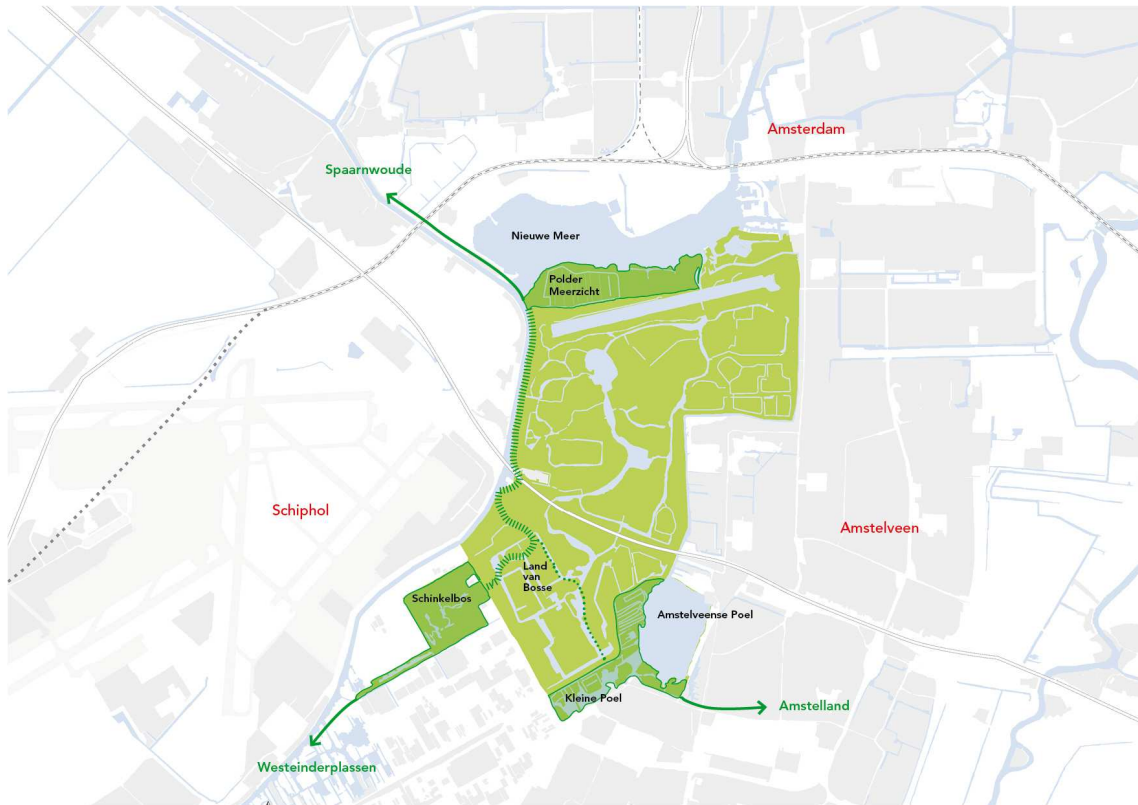 Amsterdam
Spaarnwoude
Nieuwe Meer
Polder
Meerzicht
Schiphol
Amstelveen
Land
van
Bosse
Schinkelbos
Amstelveense Poel
Kleine Poel
Amstelland
Westeinderplassen